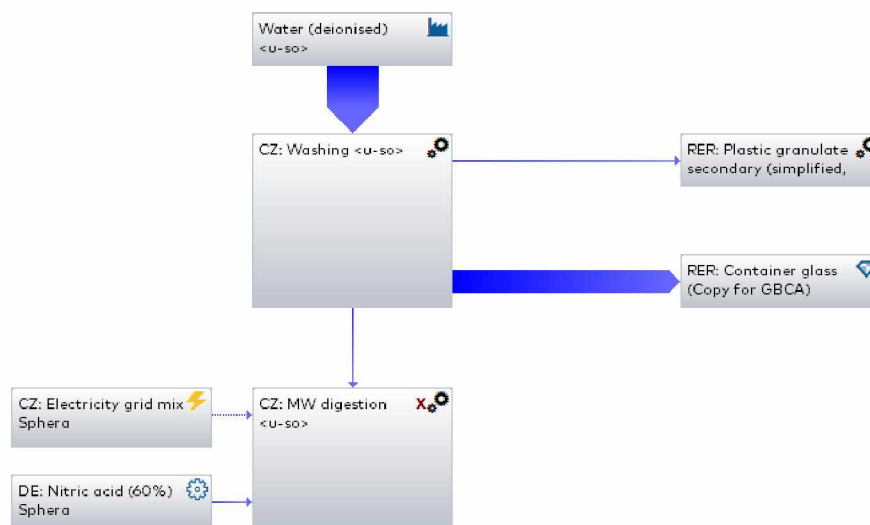 Water (deionised)
<u-so>
CZ: Washing <u-so>
RER: Plastic granulate
secondary (simplified,
RER: Container glass
(Copy for GBCA)
CZ: Electricity grid mix
Sphera
CZ: MW digestion
<u-so>
X
DE: Nitric acid (60%)
Sphera